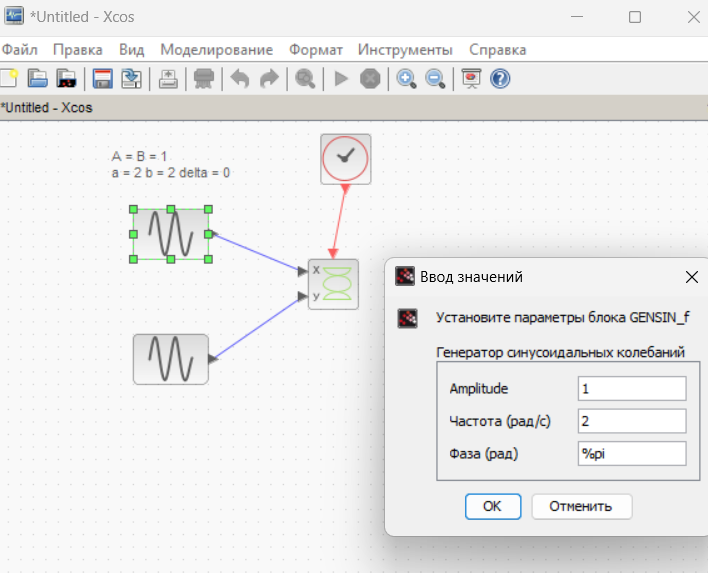 *Untitled - Xcos
Файл Правка Вид Моделирование Формат Инструменты Справка
*Untitled - Xcos
A = B = 1
a = 2 b = 2 delta = 0
x
y
Ввод значений
Установите параметры блока GENSIN_f
Генератор синусоидальных колебаний
Amplitude 1
Частота (рад/с) 2
Фаза (рад) %pi
OK Отменить